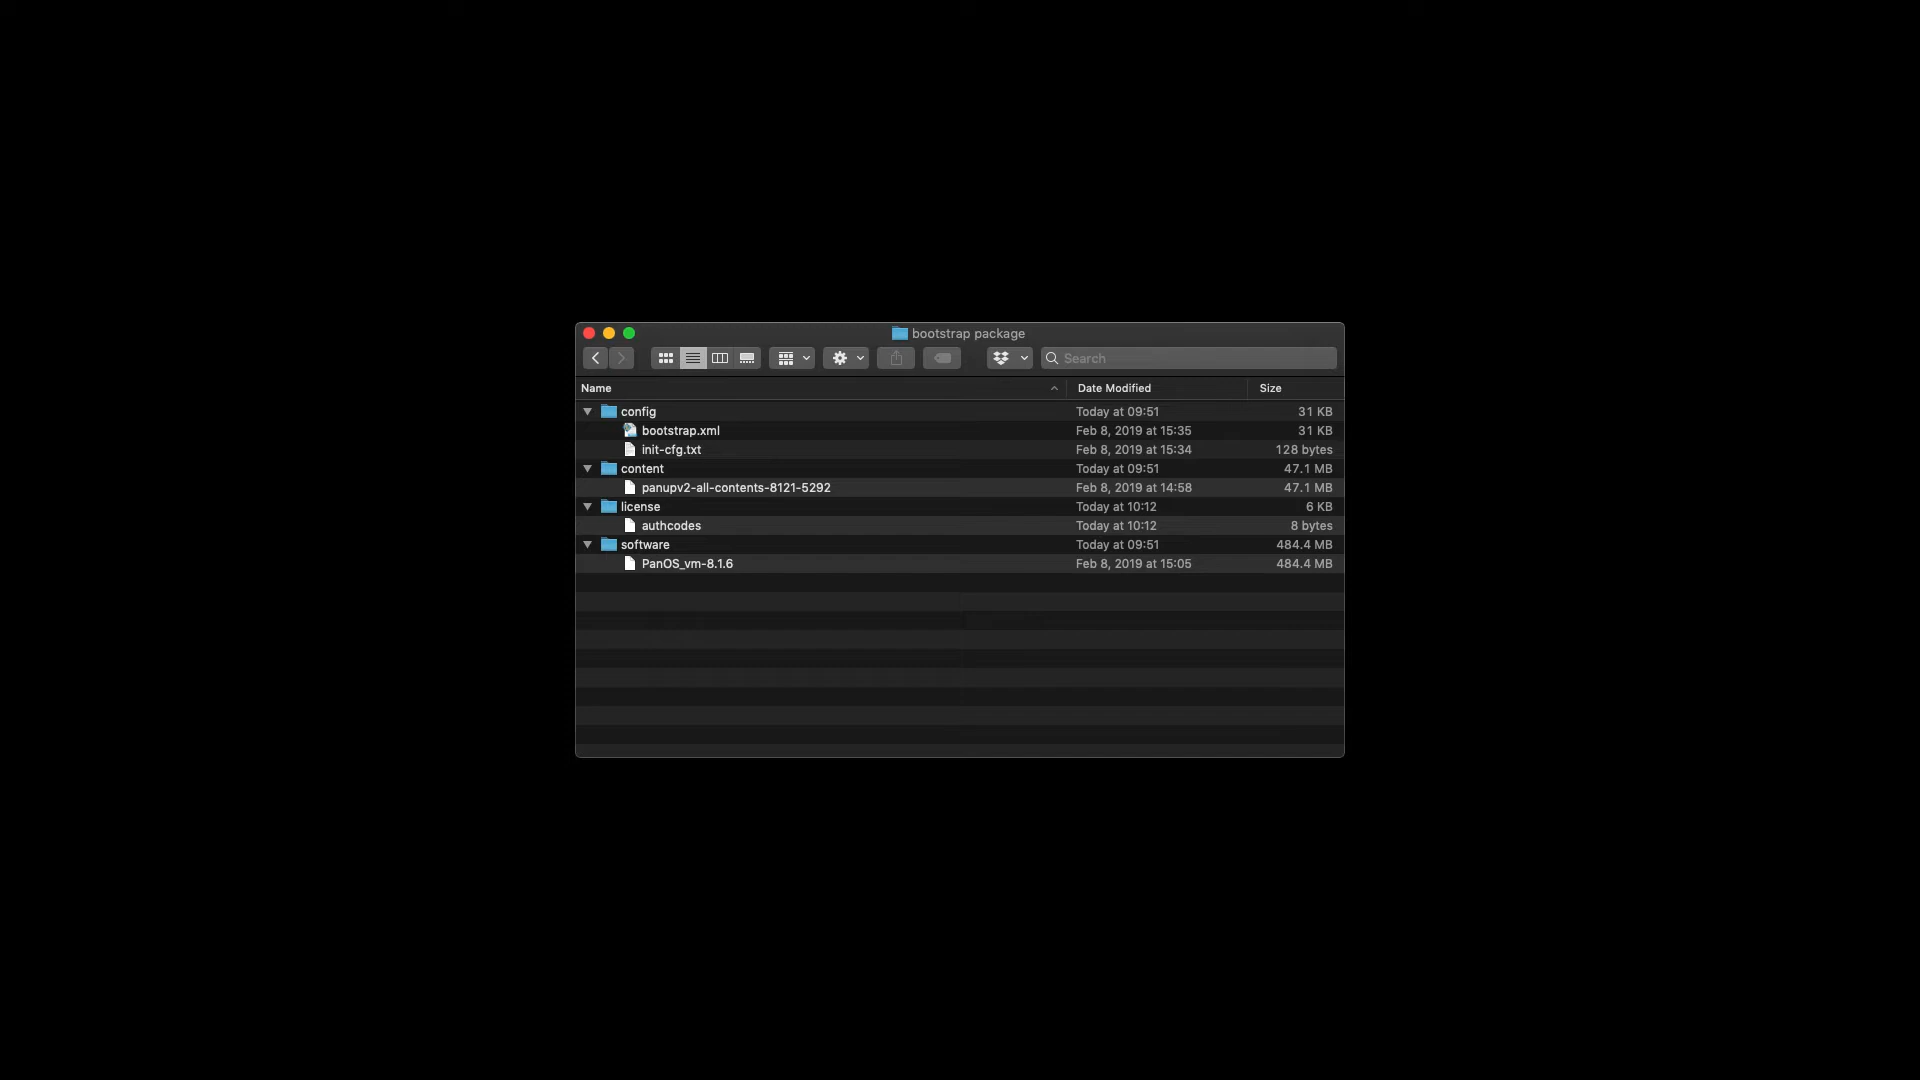 bootstrap package
Search
Name Date Modified Size
config Today at 09:51 31 KB
bootstrap.xml Feb 8, 2019 at 15:35 31 KB
init-cfg.txt Feb 8, 2019 at 15:34 128 bytes
content Today at 09:51 47.1 MB
panupv2-all-contents-8121-5292 Feb 8, 2019 at 14:58 47.1 MB
license Today at 10:12 6 KB
authcodes Today at 10:12 8 bytes
software Today at 09:51 484.4 MB
PanOS_vm-8.1.6 Feb 8, 2019 at 15:05 484.4 MB